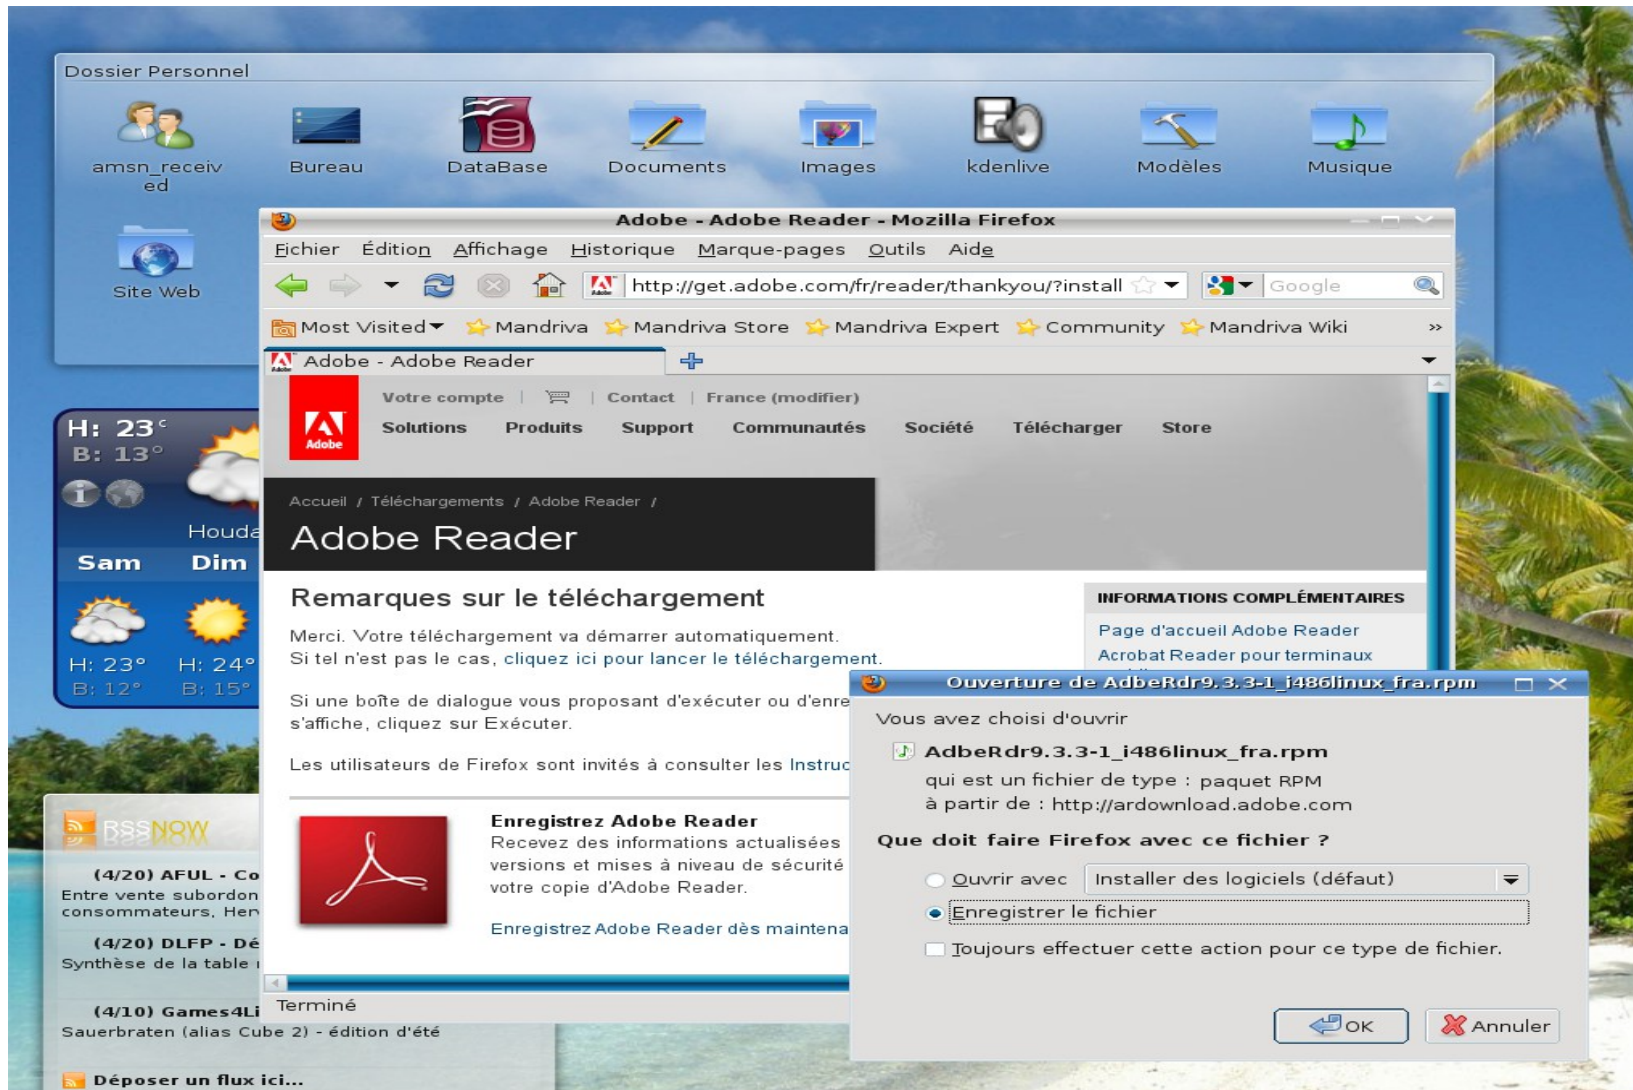 Dossier Personnel
amsn_receiv
ed
Bureau
DataBase
Documents
Images
kdenlive
Modèles
Musique
Site Web
Adobe - Adobe Reader - Mozilla Firefox
Fichier Édition Affichage Historique Marque-pages Outils Aide
http://get.adobe.com/fr/reader/thankyou/?install
Google
Most Visited Mandriva Mandriva Store Mandriva Expert Community Mandriva Wiki »
Adobe - Adobe Reader
Votre compte | | Contact | France (modifier)
Adobe
Solutions Produits Support Communautés Société Télécharger Store
Accueil / Téléchargements / Adobe Reader /
Adobe Reader
Remarques sur le téléchargement
Merci. Votre téléchargement va démarrer automatiquement.
Si tel n'est pas le cas, cliquez ici pour lancer le téléchargement.
Si une boîte de dialogue vous proposant d'exécuter ou d'enre
s'affiche, cliquez sur Exécuter.
Les utilisateurs de Firefox sont invités à consulter les Instruc
Enregistrez Adobe Reader
Recevez des informations actualisées
versions et mises à niveau de sécurité
votre copie d'Adobe Reader.
Enregistrez Adobe Reader dès maintena
INFORMATIONS COMPLÉMENTAIRES
Page d'accueil Adobe Reader
Acrobat Reader pour terminaux
Terminé
H: 23°
B: 13°
Houda
Sam Dim
H: 23° H: 24°
B: 12° B: 15°
RSSNOW
(4/20) AFUL - Co
Entre vente subordon
consommateurs, Her
(4/20) DLFP - Dé
Synthèse de la table
(4/10) Games4Li
Sauerbraten (alias Cube 2) - édition d'été
Déposer un flux ici...
Ouverture de AdbeRdr9.3.3-1_i486linux_fra.rpm
Vous avez choisi d'ouvrir
AdbeRdr9.3.3-1_i486linux_fra.rpm
qui est un fichier de type : paquet RPM
à partir de : http://ardownload.adobe.com
Que doit faire Firefox avec ce fichier ?
Ouvrir avec Installer des logiciels (défaut)
Enregistrer le fichier
Toujours effectuer cette action pour ce type de fichier.
OK Annuler